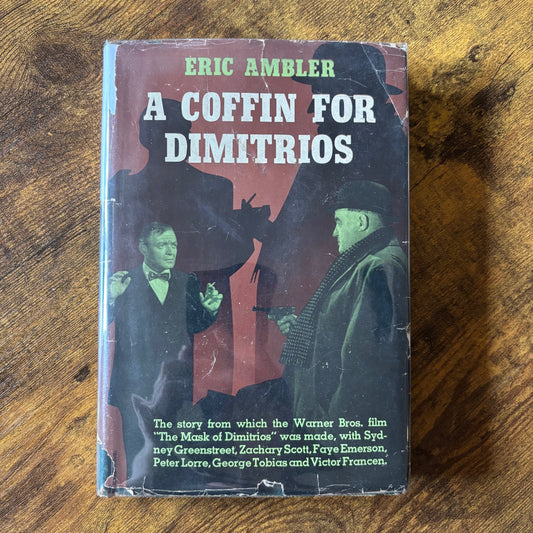 ERIC AMBLER
A COFFIN FOR
DIMITRIOS
The story from which the Warner Bros. film
"The Mask of Dimitrios" was made, with Syd-
ney Greenstreet, Zachary Scott, Faye Emerson,
Peter Lorre, George Tobias and Victor Francen.